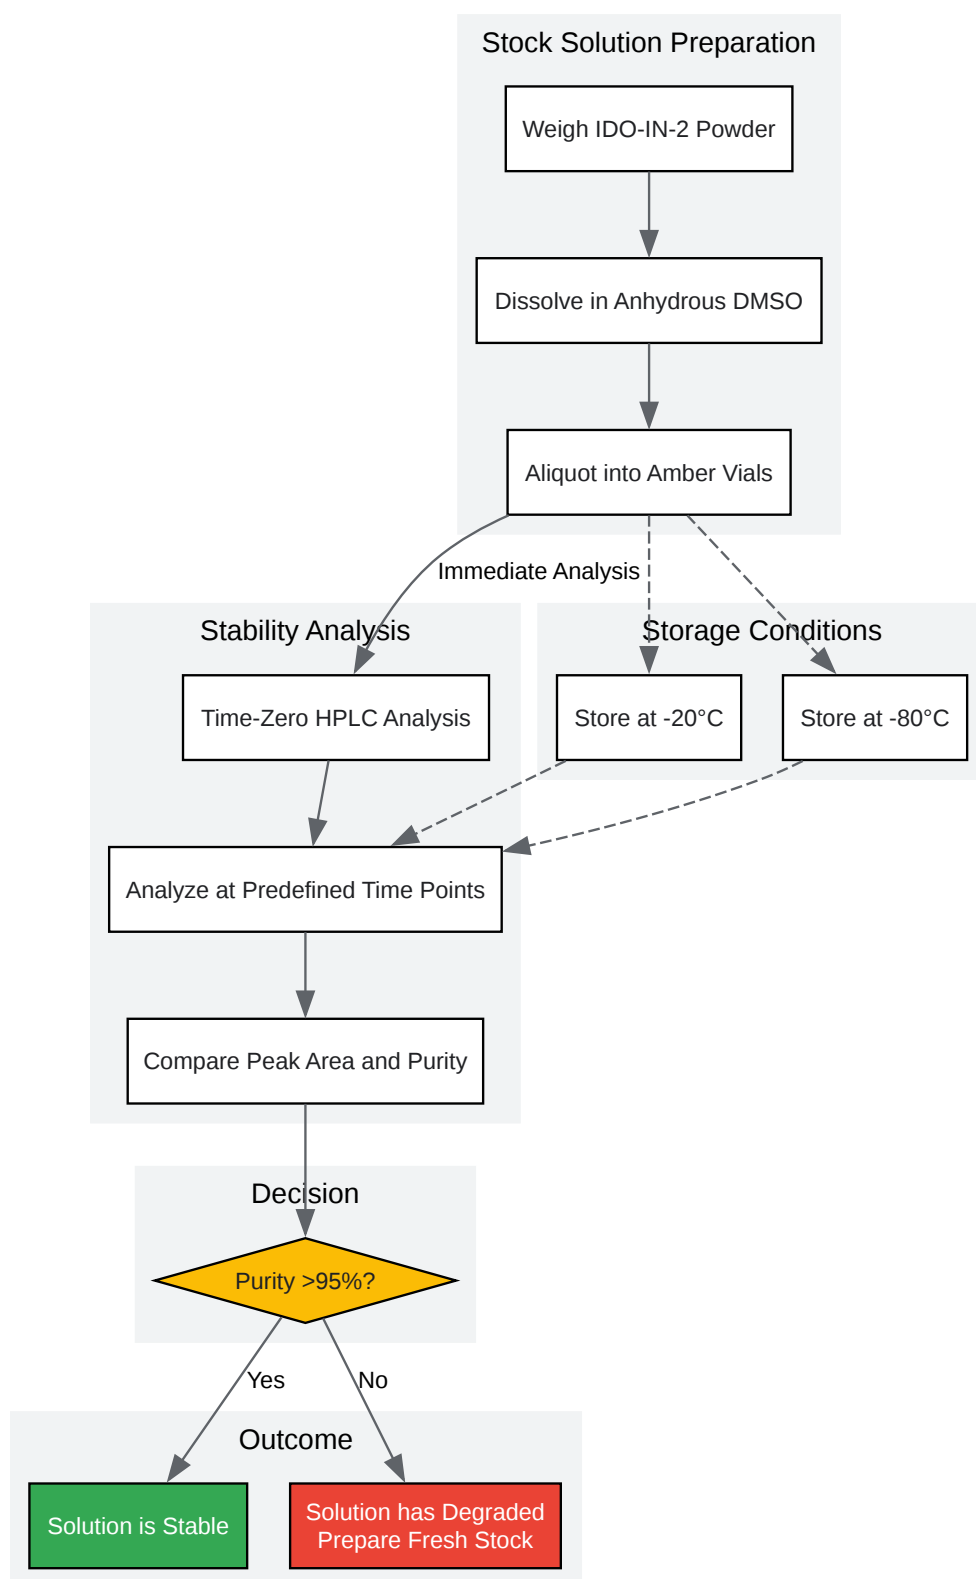 Stock Solution Preparation
Weigh IDO-IN-2 Powder
Dissolve in Anhydrous DMSO
Aliquot into Amber Vials
Immediate Analysis
Stability Analysis
Storage Conditions
Time-Zero HPLC Analysis
Store at -20°C
Store at -80°C
Analyze at Predefined Time Points
Compare Peak Area and Purity
Decision
Purity >95%?
Yes
No
Outcome
Solution is Stable
Solution has Degraded
Prepare Fresh Stock